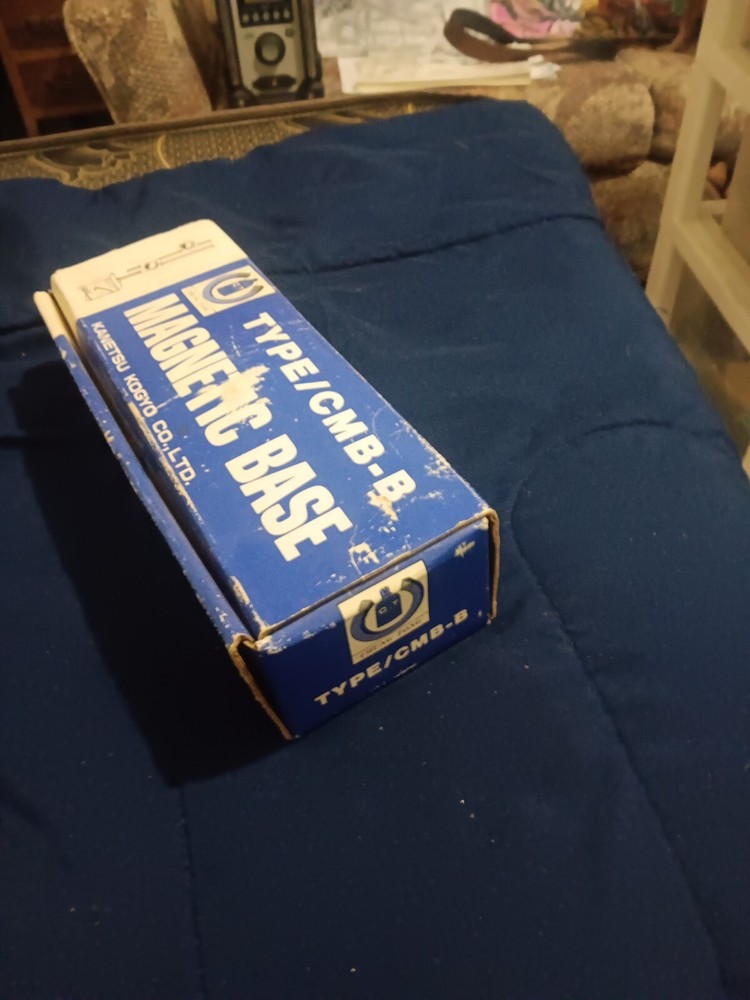 TYPE/CMB-B
MAGNETIC BASE
KANETSU KOGYO CO.,LTD.
TYPE/CMB-B